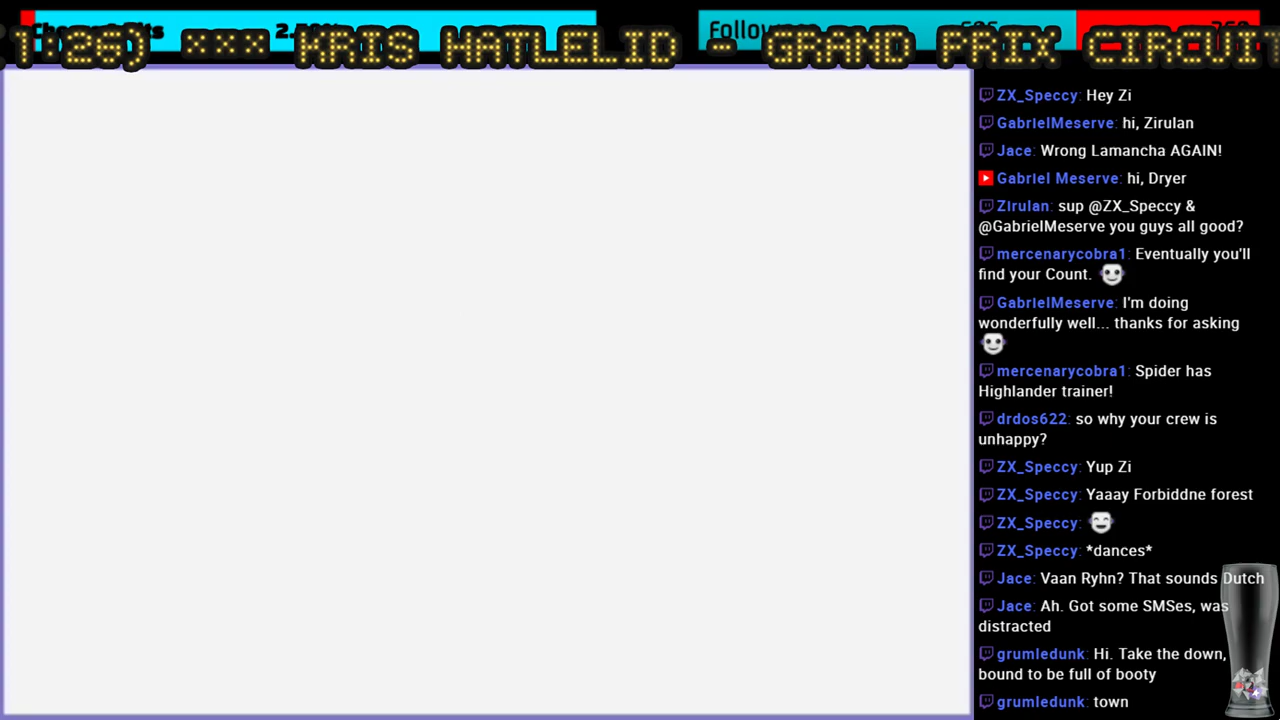 1:26) ××× KRIS HATLELID - GRAND PRIX CIRCUIT
ZX_Speccy: Hey Zi
GabrielMeserve: hi, Zirulan
Jace: Wrong Lamancha AGAIN!
Gabriel Meserve: hi, Dryer
Zirulan: sup @ZX_Speccy &
@GabrielMeserve you guys all good?
mercenarycobra1: Eventually you'll
find your Count.
GabrielMeserve: I'm doing
wonderfully well... thanks for asking
mercenarycobra1: Spider has
Highlander trainer!
drdos622: so why your crew is
unhappy?
ZX_Speccy: Yup Zi
ZX_Speccy: Yaaay Forbiddne forest
ZX_Speccy:
ZX_Speccy: *dances*
Jace: Vaan Ryhn? That sounds Dutch
Jace: Ah. Got some SMSes, was
distracted
grumledunk: Hi. Take the down,
bound to be full of booty
grumledunk: town